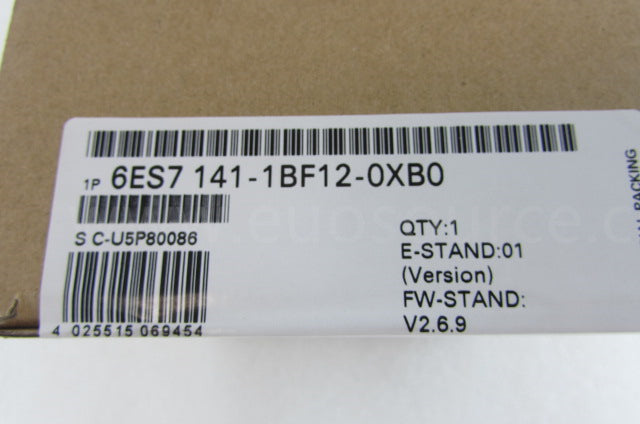 1P 6ES7 141-1BF12-0XB0
S C-U5P80086
QTY:1
E-STAND:01
(Version)
FW-STAND:
V2.6.9
4 025515 069454
PACKING